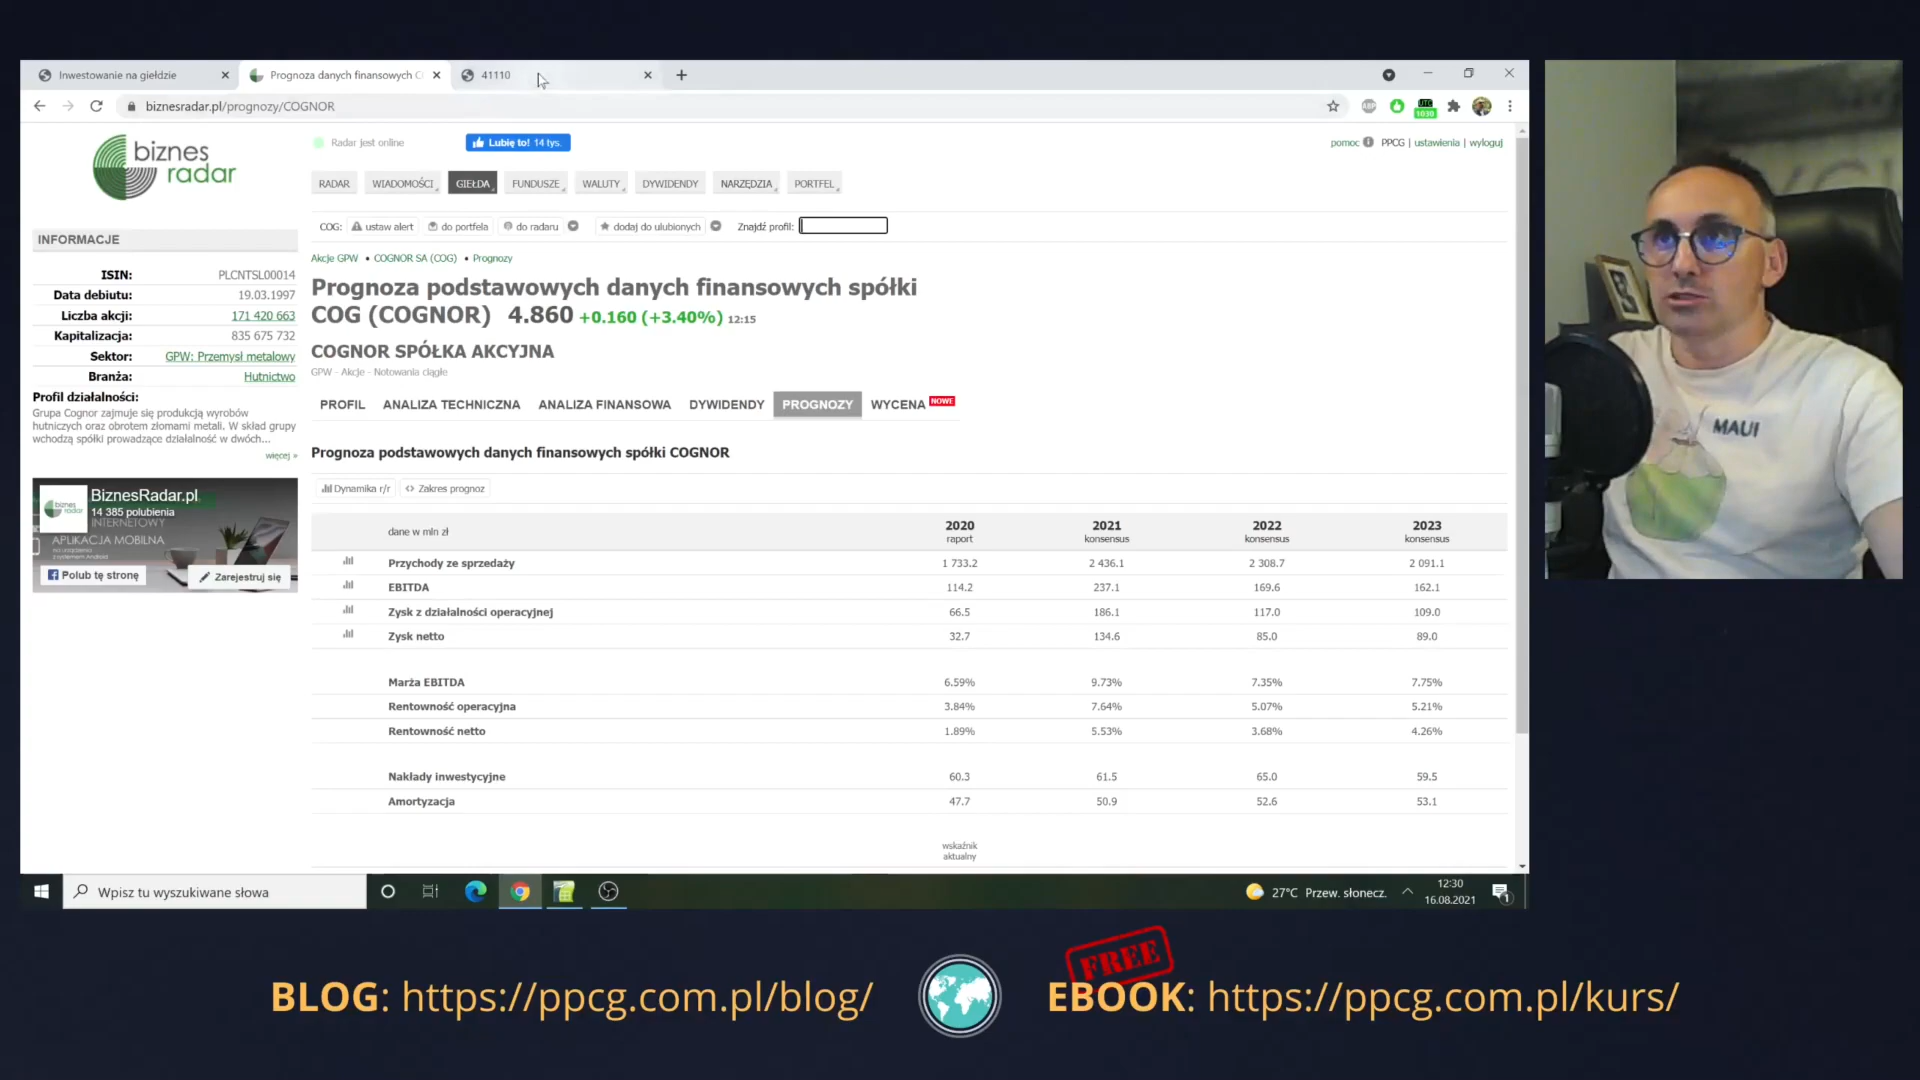 Inwestowanie na giełdzie
Prognoza danych finansowych C
41110
biznesradar.pl/prognozy/COGNOR
ABP
UTC
1030
biznes
radar
Radar jest online
Lubię to! 14 tys.
pomoc
PPCG | ustawienia | wyloguj
RADAR
WIADOMOŚCI
GIEŁDA
FUNDUSZE
WALUTY
DYWIDENDY
NARZĘDZIA
PORTFEL
COG:
ustaw alert
do portfela
do radaru
dodaj do ulubionych
Znajdź profil:
INFORMACJE
ISIN: PLCNTSL00014
Data debiutu: 19.03.1997
Liczba akcji: 171 420 663
Kapitalizacja: 835 675 732
Sektor: GPW: Przemysł metalowy
Branża: Hutnictwo
Profil działalności:
Grupa Cognor zajmuje się produkcją wyrobów
hutniczych oraz obrotem złomami metali. W skład grupy
wchodzą spółki prowadzące działalność w dwóch...
więcej »
BiznesRadar.pl
14 385 polubienia
INTERNETOWY
APLIKACJA MOBILNA
z systemem Android
Polub tę stronę
Zarejestruj się
Akcje GPW • COGNOR SA (COG) • Prognozy
Prognoza podstawowych danych finansowych spółki
COG (COGNOR) 4.860 +0.160 (+3.40%) 12:15
COGNOR SPÓŁKA AKCYJNA
GPW - Akcje - Notowania ciągłe
PROFIL
ANALIZA TECHNICZNA
ANALIZA FINANSOWA
DYWIDENDY
PROGNOZY
WYCENA
NOWE
Prognoza podstawowych danych finansowych spółki COGNOR
Dynamika r/r
Zakres prognoz
dane w mln zł
2020 raport
2021 konsensus
2022 konsensus
2023 konsensus
Przychody ze sprzedaży 1 733.2 2 436.1 2 308.7 2 091.1
EBITDA 114.2 237.1 169.6 162.1
Zysk z działalności operacyjnej 66.5 186.1 117.0 109.0
Zysk netto 32.7 134.6 85.0 89.0
Marża EBITDA 6.59% 9.73% 7.35% 7.75%
Rentowność operacyjna 3.84% 7.64% 5.07% 5.21%
Rentowność netto 1.89% 5.53% 3.68% 4.26%
Nakłady inwestycyjne 60.3 61.5 65.0 59.5
Amortyzacja 47.7 50.9 52.6 53.1
wskaźnik
aktualny
Wpisz tu wyszukiwane słowa
27°C Przew. słonecz.
12:30
16.08.2021
1
MAUI
FREE
BLOG: https://ppcg.com.pl/blog/
EBOOK: https://ppcg.com.pl/kurs/